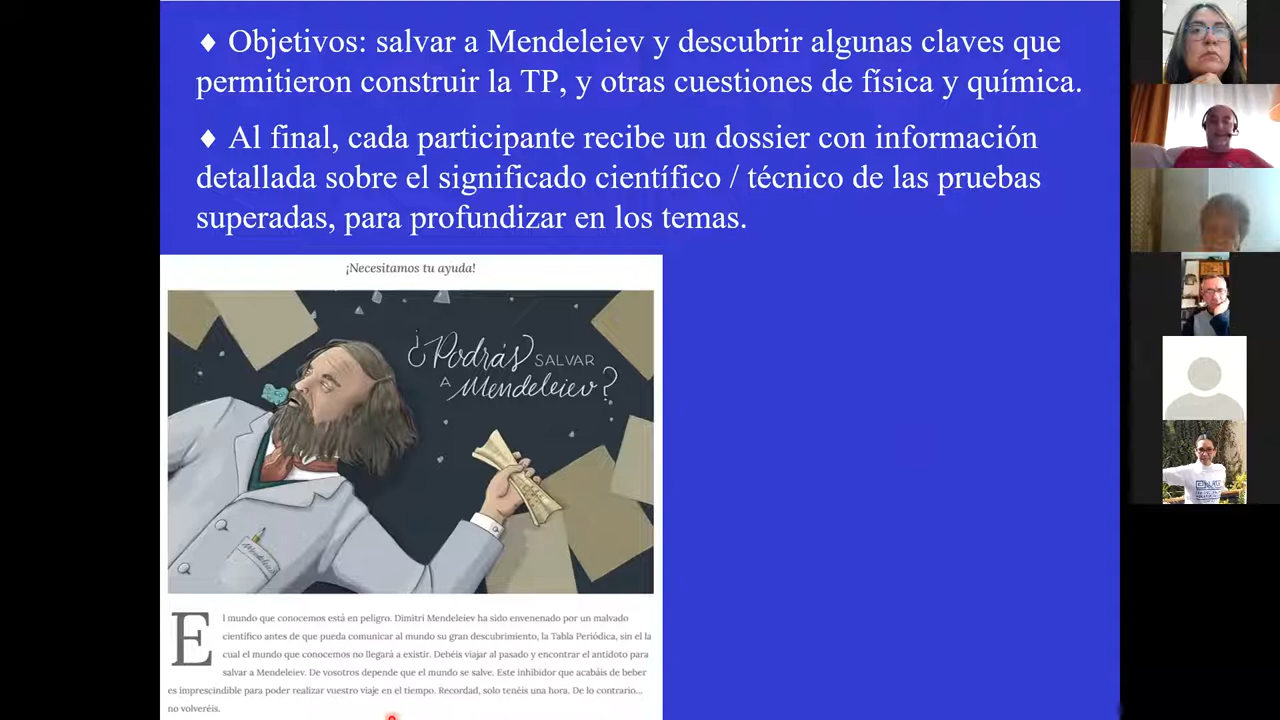 ♦ Objetivos: salvar a Mendeleiev y descubrir algunas claves que
permitieron construir la TP, y otras cuestiones de física y química.
♦ Al final, cada participante recibe un dossier con información
detallada sobre el significado científico / técnico de las pruebas
superadas, para profundizar en los temas.
¡Necesitamos tu ayuda!
¿Podrás SALVAR
A Mendeleiev?
Mendeleiev
El mundo que conocemos está en peligro. Dimitri Mendeleiev ha sido envenenado por un malvado
científico antes de que pueda comunicar al mundo su gran descubrimiento, la Tabla Periódica, sin el la
cual el mundo que conocemos no llegará a existir. Debéis viajar al pasado y encontrar el antídoto para
salvar a Mendeleiev. De vosotros depende que el mundo se salve. Este inhibidor que acabáis de beber
es imprescindible para poder realizar vuestro viaje en el tiempo. Recordad, solo tenéis una hora. De lo contrario...
no volveréis.